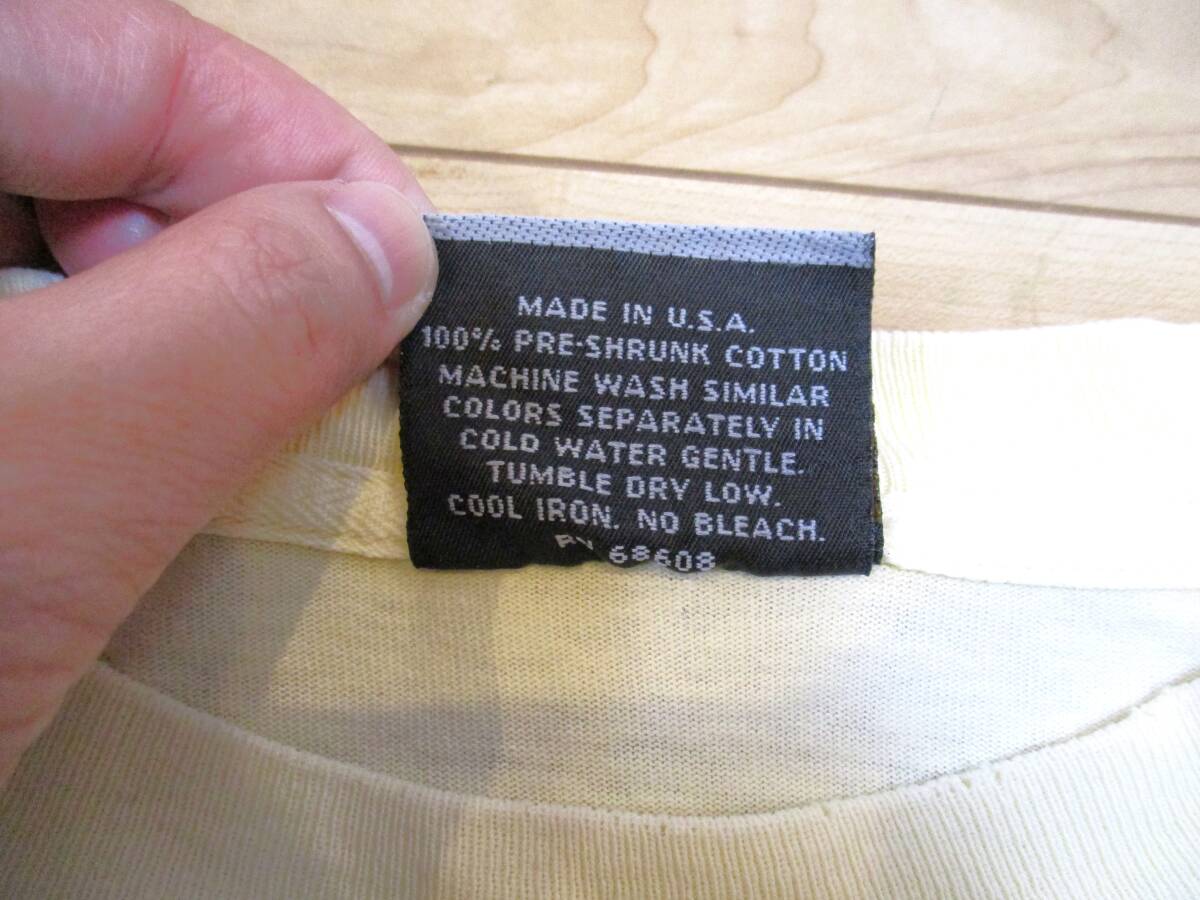 MADE IN U.S.A.
100% PRE-SHRUNK COTTON
MACHINE WASH SIMILAR
COLORS SEPARATELY IN
COLD WATER GENTLE.
TUMBLE DRY LOW.
COOL IRON. NO BLEACH.
68608